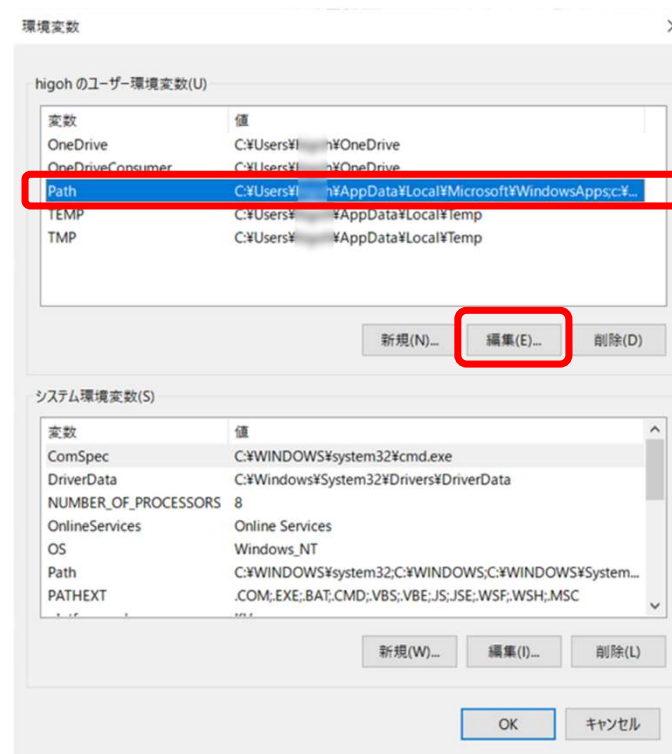 環境変数
higoh のユーザー環境変数(U)
変数 値
OneDrive C:¥Users¥ h¥OneDrive
OneDriveConsumer C:¥Users¥ h¥OneDrive
Path C:¥Users¥ ¥AppData¥Local¥Microsoft¥WindowsApps;c:¥...
TEMP C:¥Users¥ ¥AppData¥Local¥Temp
TMP C:¥Users¥ ¥AppData¥Local¥Temp
新規(N)... 編集(E)... 削除(D)
システム環境変数(S)
変数 値
ComSpec C:¥WINDOWS¥system32¥cmd.exe
DriverData C:¥Windows¥System32¥Drivers¥DriverData
NUMBER_OF_PROCESSORS 8
OnlineServices Online Services
OS Windows_NT
Path C:¥WINDOWS¥system32;C:¥WINDOWS;C:¥WINDOWS¥System...
PATHEXT .COM;.EXE;.BAT;.CMD;.VBS;.VBE;.JS;.JSE;.WSF;.WSH;.MSC
新規(W)... 編集(I)... 削除(L)
OK キャンセル